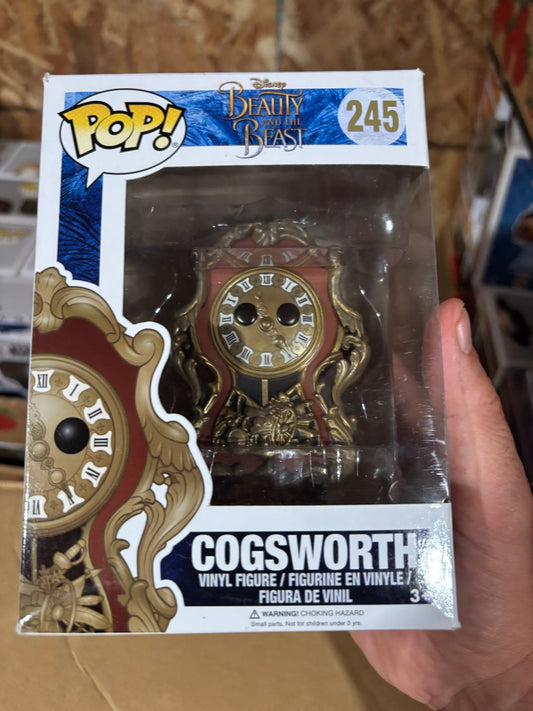 POP!
Disney
BEAUTY
AND THE
BEAST
245
COGSWORTH
VINYL FIGURE / FIGURINE EN VINYLE /
FIGURA DE VINIL
3+
⚠ WARNING! CHOKING HAZARD
Small parts. Not for children under 3 yrs.